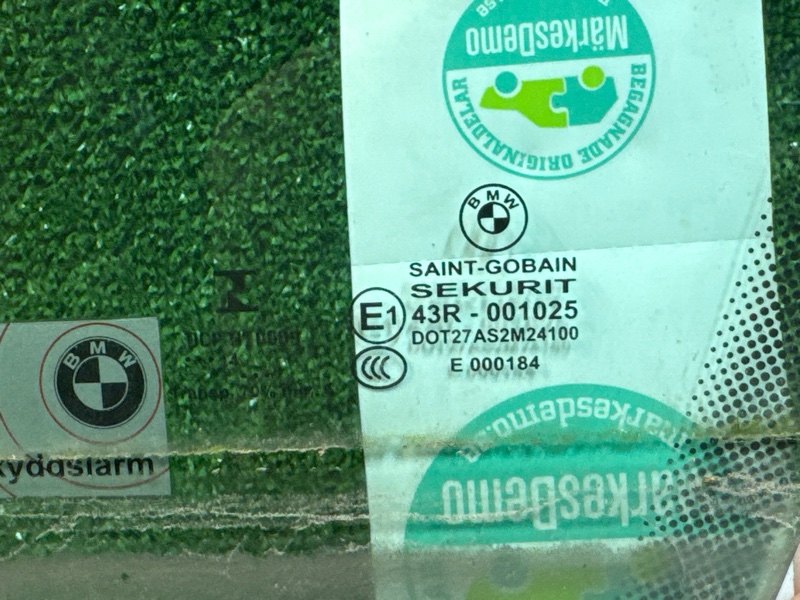 MärkesDemo
BEGAGNADE ORIGINALDELAR
BMW
SAINT-GOBAIN
SEKURIT
E1 43R - 001025
DOT27AS2M24100
CCC E 000184
BMW
MärkesDemo